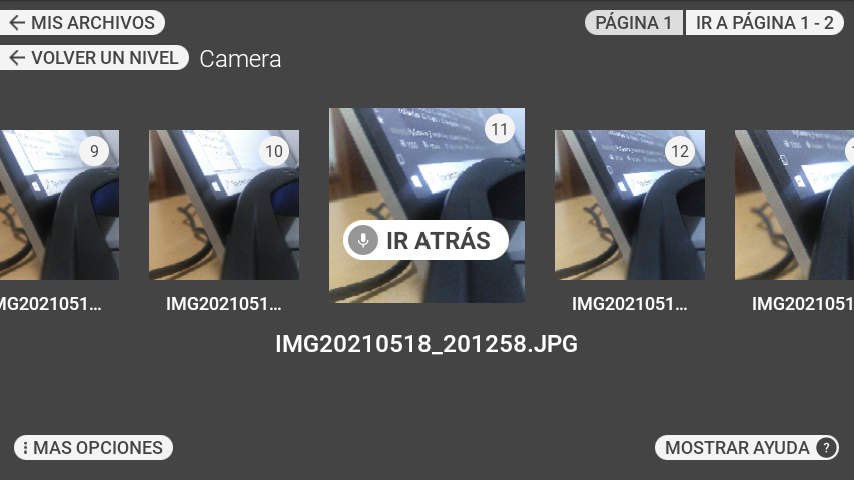 MIS ARCHIVOS
PÁGINA 1
IR A PÁGINA 1 - 2
VOLVER UN NIVEL
Camera
9
10
11
12
IR ATRÁS
MG2021051...
IMG2021051...
IMG2021051...
IMG2021051
IMG20210518_201258.JPG
MAS OPCIONES
MOSTRAR AYUDA ?